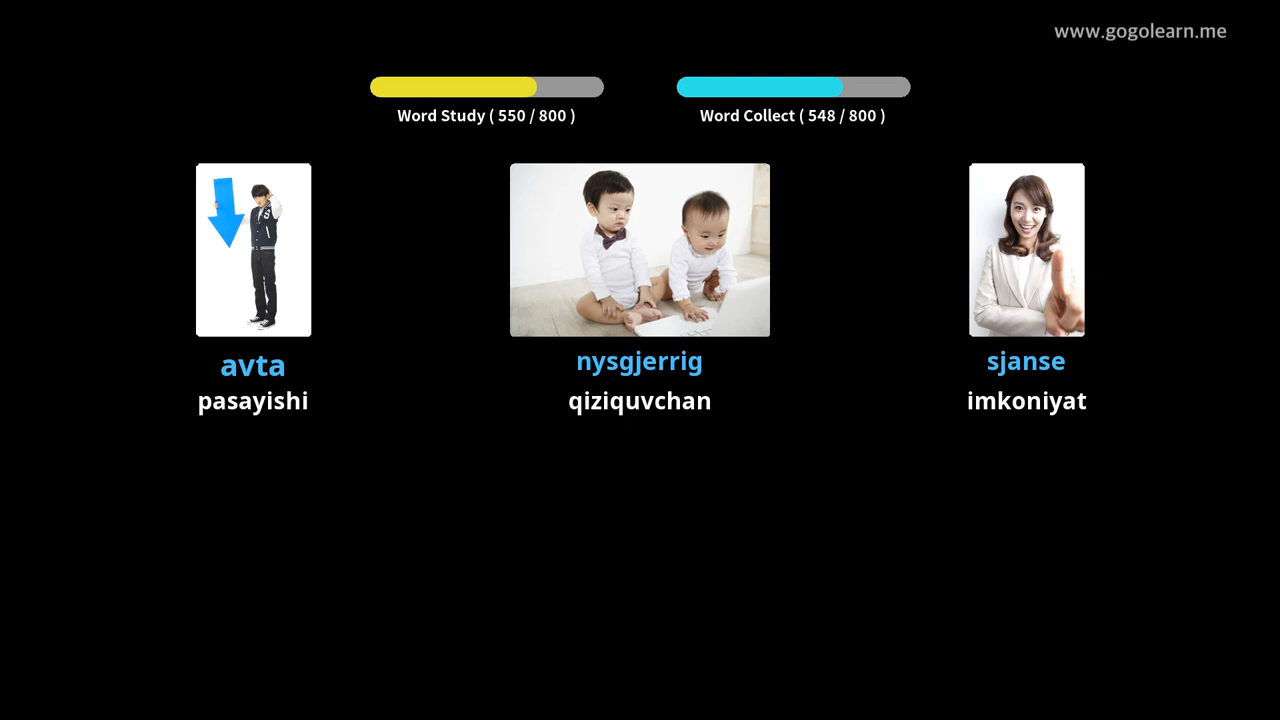 www.gogolearn.me
Word Study ( 550 / 800 )
Word Collect ( 548 / 800 )
avta
nysgjerrig
sjanse
pasayishi
qiziquvchan
imkoniyat